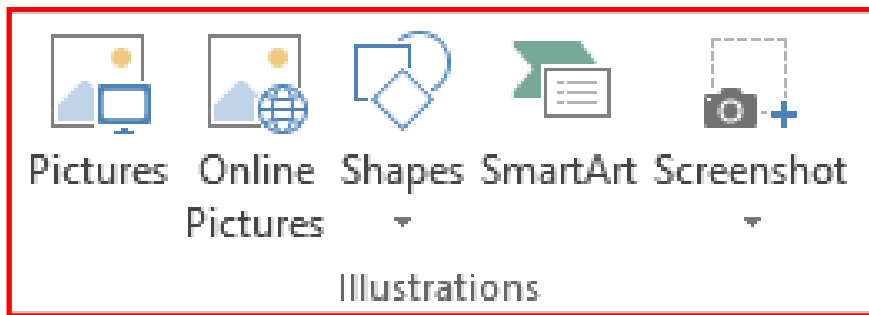 Pictures Online Shapes SmartArt Screenshot
Pictures
Illustrations